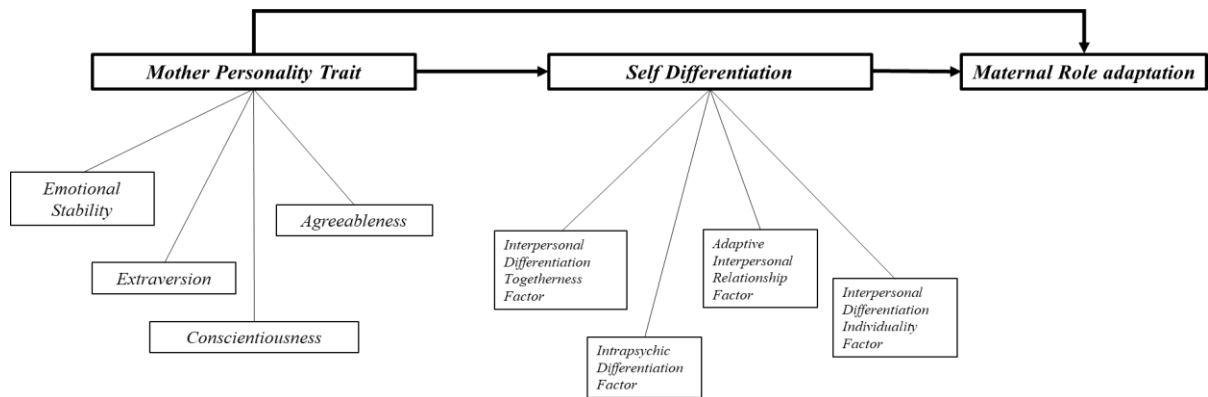 Mother Personality Trait
Self Differentiation
Maternal Role adaptation
Emotional
Stability
Agreeableness
Extraversion
Conscientiousness
Interpersonal
Differentiation
Togetherness
Factor
Adaptive
Interpersonal
Relationship
Factor
Interpersonal
Differentiation
Individuality
Factor
Intrapsychic
Differentiation
Factor